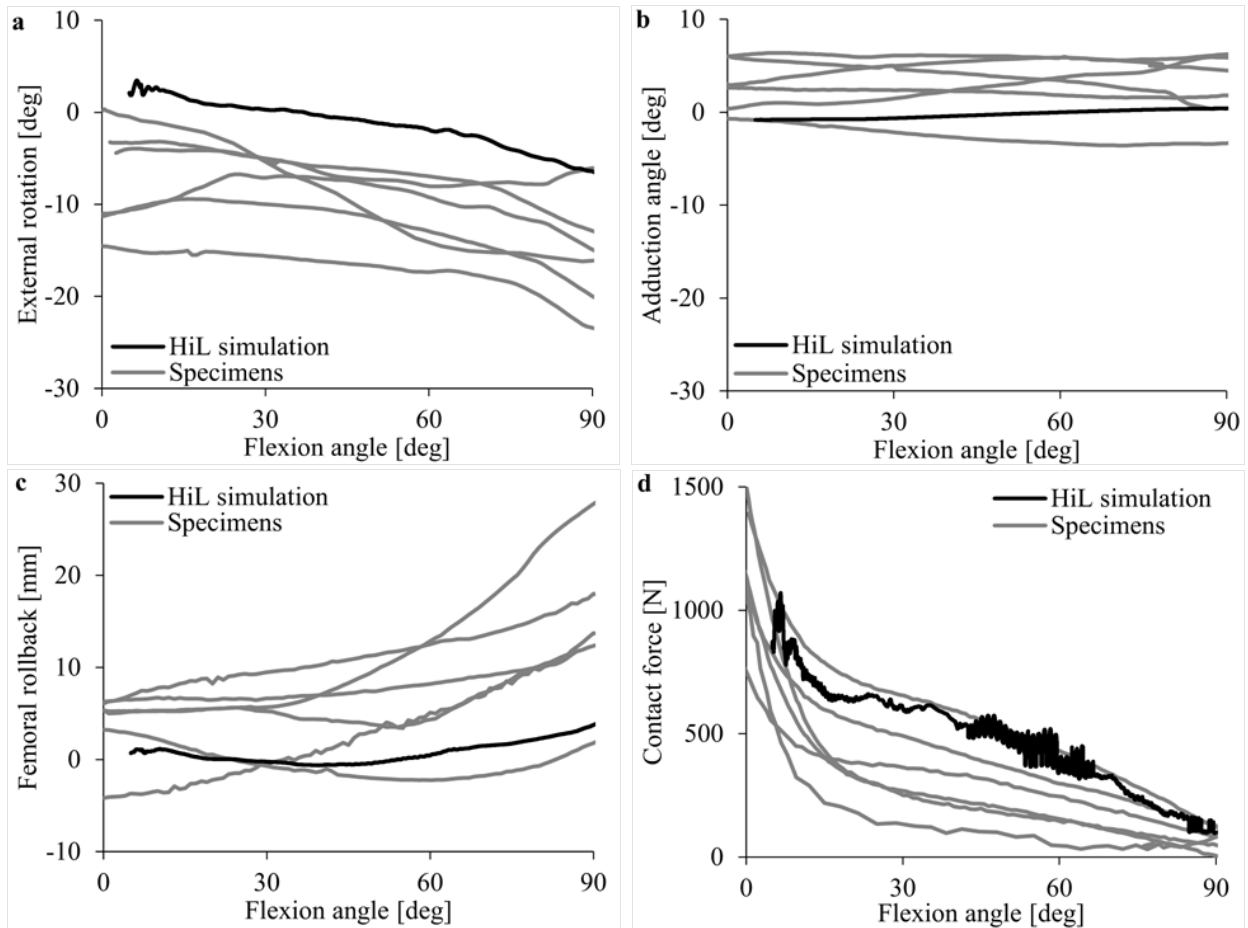 a
10
0
-10
-20
-30
External rotation [deg]
HiL simulation
Specimens
0
30
60
90
Flexion angle [deg]
b
10
0
-10
-20
-30
Adduction angle [deg]
HiL simulation
Specimens
0
30
60
90
Flexion angle [deg]
c
30
20
10
0
-10
Femoral rollback [mm]
HiL simulation
Specimens
0
30
60
90
Flexion angle [deg]
d
1500
1000
500
0
Contact force [N]
HiL simulation
Specimens
0
30
60
90
Flexion angle [deg]